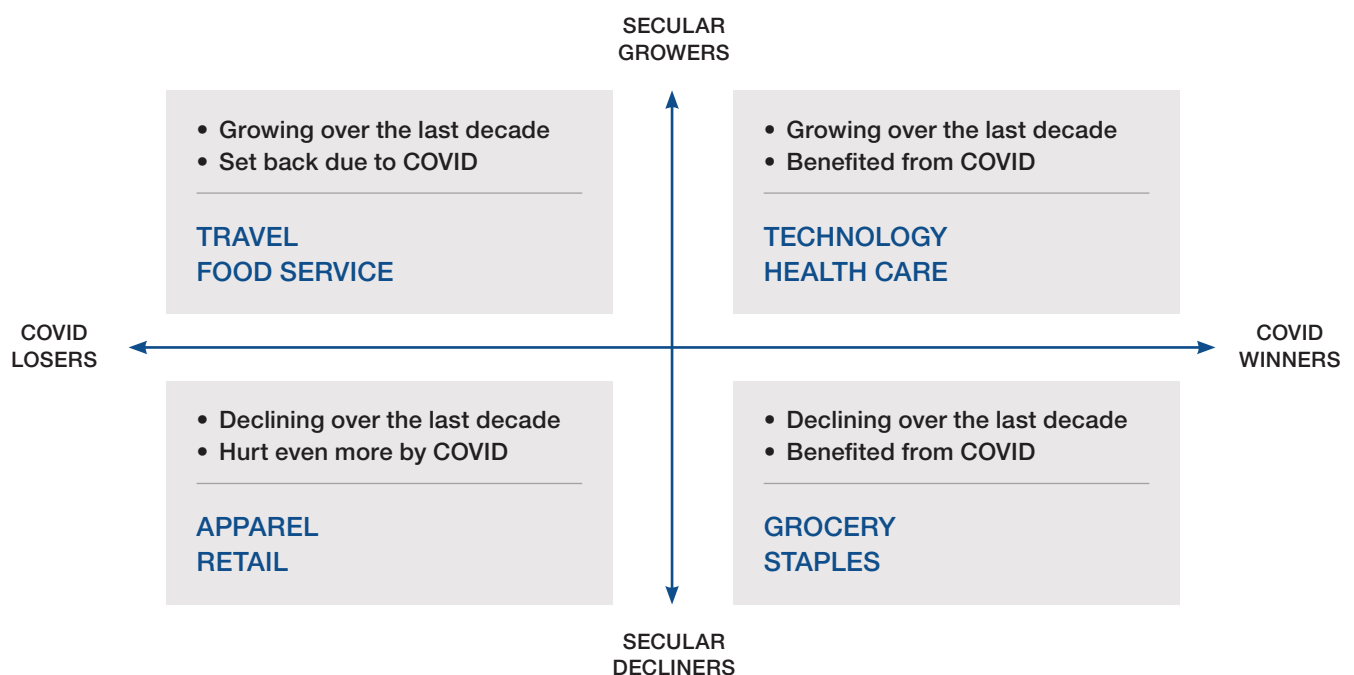 SECULAR
GROWERS
• Growing over the last decade
• Set back due to COVID
TRAVEL
FOOD SERVICE
• Growing over the last decade
• Benefited from COVID
TECHNOLOGY
HEALTH CARE
COVID
LOSERS
COVID
WINNERS
• Declining over the last decade
• Hurt even more by COVID
APPAREL
RETAIL
• Declining over the last decade
• Benefited from COVID
GROCERY
STAPLES
SECULAR
DECLINERS